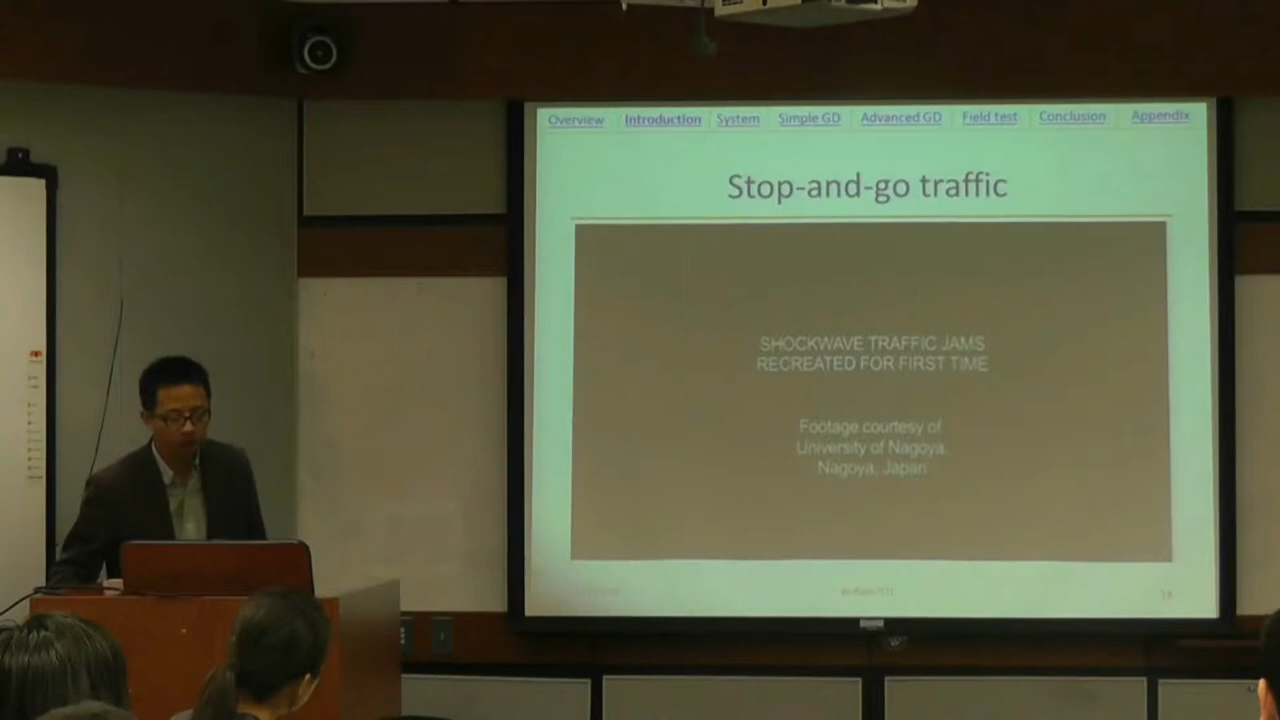 Overview Introduction System Simple GD Advanced GD Field test Conclusion Appendix
Stop-and-go traffic
SHOCKWAVE TRAFFIC JAMS
RECREATED FOR FIRST TIME
Footage courtesy of
University of Nagoya,
Nagoya, Japan